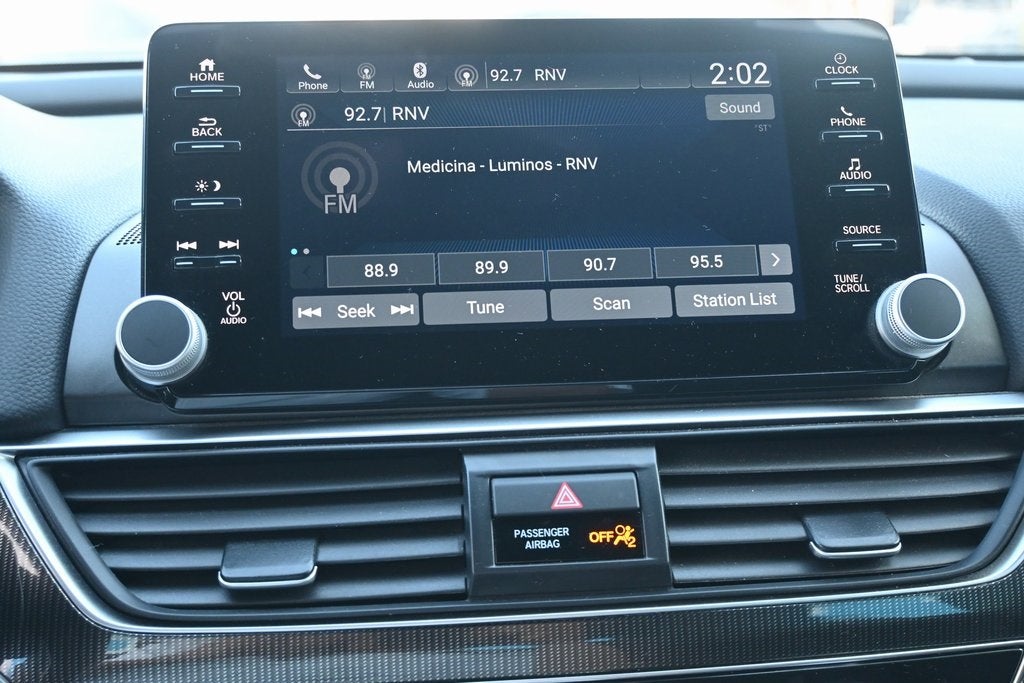 HOME
Phone
FM
Audio
FM 92.7 RNV
2:02
CLOCK
FM 92.7 RNV
Sound
BACK
PHONE
"ST"
Medicina - Luminos - RNV
FM
AUDIO
SOURCE
88.9 89.9 90.7 95.5
Seek Tune Scan Station List
TUNE/
SCROLL
VOL
AUDIO
PASSENGER
AIRBAG
OFF 2